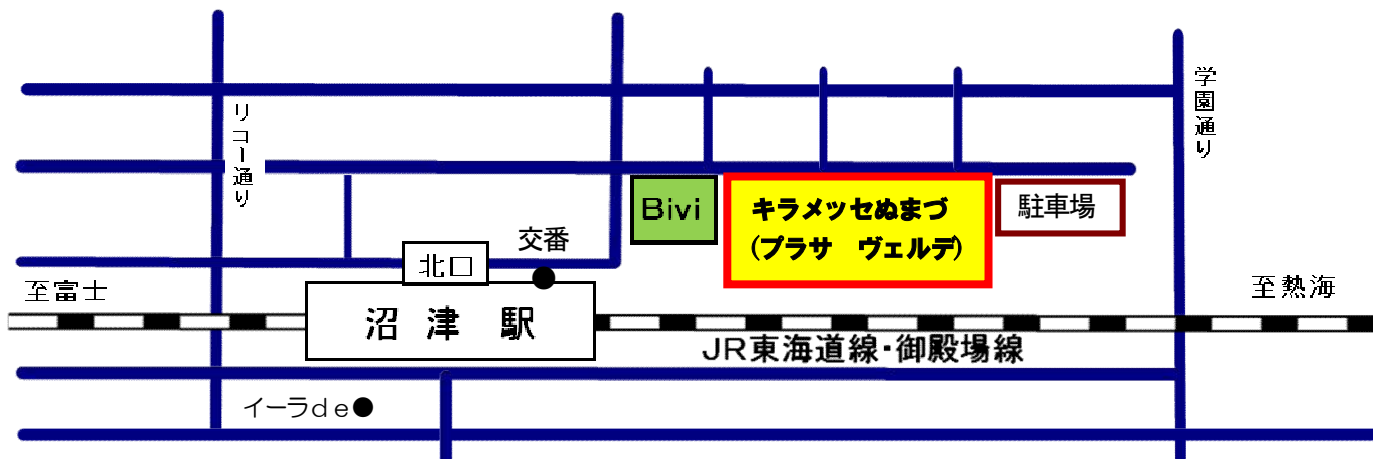 リコー通り
学園通り
Bivi
キラメッセぬまづ
(プラサ　ヴェルデ)
駐車場
交番
北口
至富士
至熱海
沼津駅
JR東海道線・御殿場線
イーラde